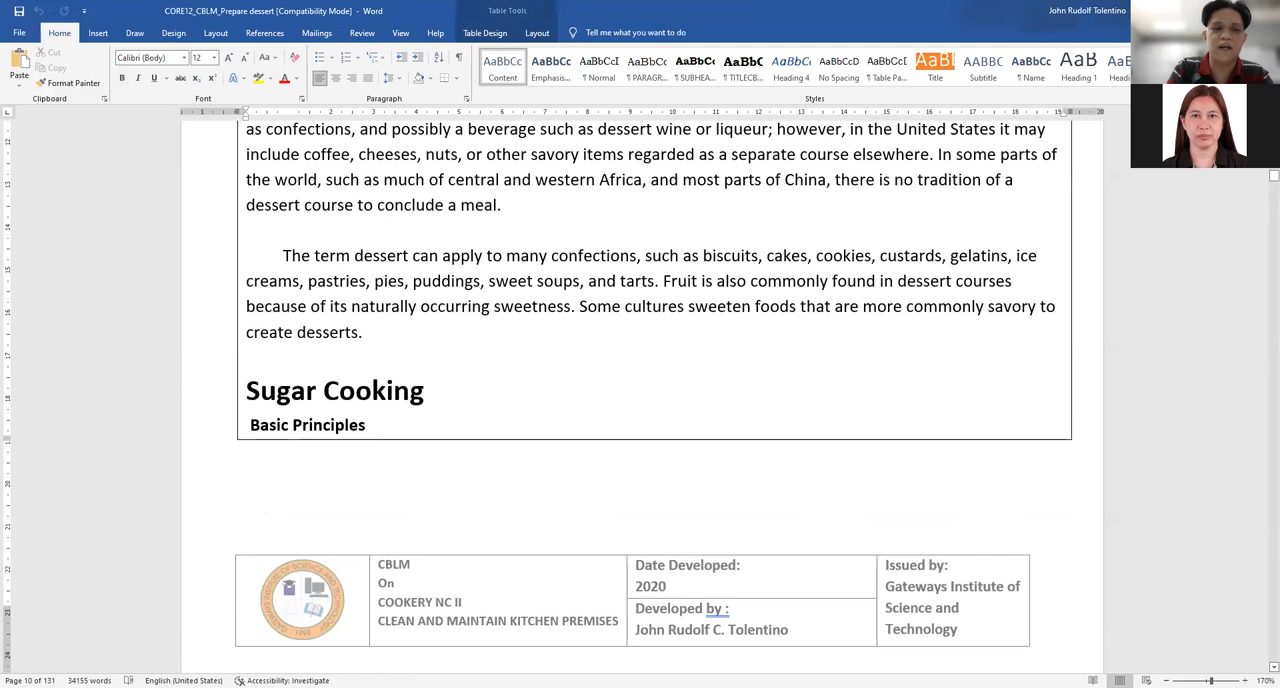 CORE12_CBLM_Prepare dessert [Compatibility Mode] - Word
Table Tools
John Rudolf Tolentino
File Home Insert Draw Design Layout References Mailings Review View Help Table Design Layout Tell me what you want to do
Paste
Cut
Copy
Format Painter
Calibri (Body) 12
AaBbCc AaBbCc AaBbCcI AaBbCc AaBbCc AaBbC AaBbC AaBbCcD AaBbCcD AaBl AABBC AaBbCc AaB AaBbCc
Content Emphasis... ¶ Normal ¶ PARAGR... ¶ SUBHEA... ¶ TITLECB... Heading 4 No Spacing ¶ Table Pa... Title Subtitle ¶ Name Heading 1 Headi
Clipboard Font Paragraph Styles
as confections, and possibly a beverage such as dessert wine or liqueur; however, in the United States it may
include coffee, cheeses, nuts, or other savory items regarded as a separate course elsewhere. In some parts of
the world, such as much of central and western Africa, and most parts of China, there is no tradition of a
dessert course to conclude a meal.
The term dessert can apply to many confections, such as biscuits, cakes, cookies, custards, gelatins, ice
creams, pastries, pies, puddings, sweet soups, and tarts. Fruit is also commonly found in dessert courses
because of its naturally occurring sweetness. Some cultures sweeten foods that are more commonly savory to
create desserts.
Sugar Cooking
Basic Principles
CBLM
On
COOKERY NC II
CLEAN AND MAINTAIN KITCHEN PREMISES
Date Developed:
2020
Developed by :
John Rudolf C. Tolentino
Issued by:
Gateways Institute of
Science and
Technology
Page 10 of 131 34155 words English (United States) Accessibility: Investigate 170%